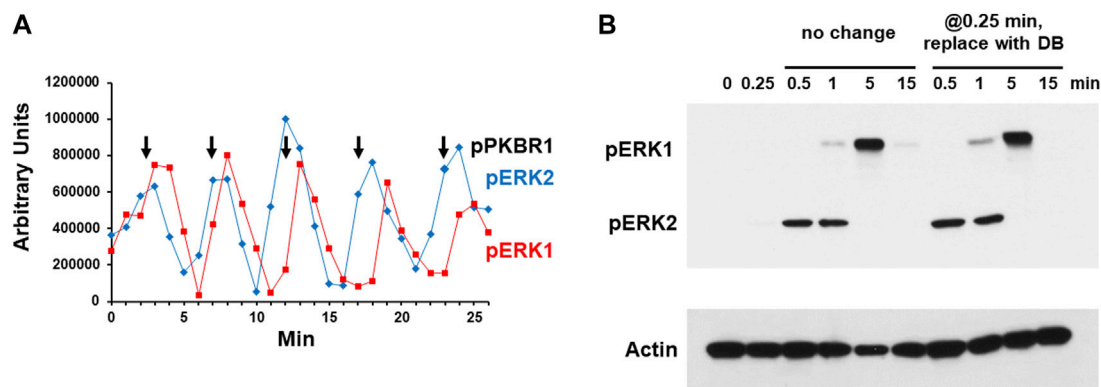 A
Arbitrary Units
1200000
1000000
800000
600000
400000
200000
0
0 5 10 15 20 25
Min
pPKBR1
pERK2
pERK1
B
no change
@0.25 min,
replace with DB
0 0.25 0.5 1 5 15 0.5 1 5 15 min
pERK1
pERK2
Actin